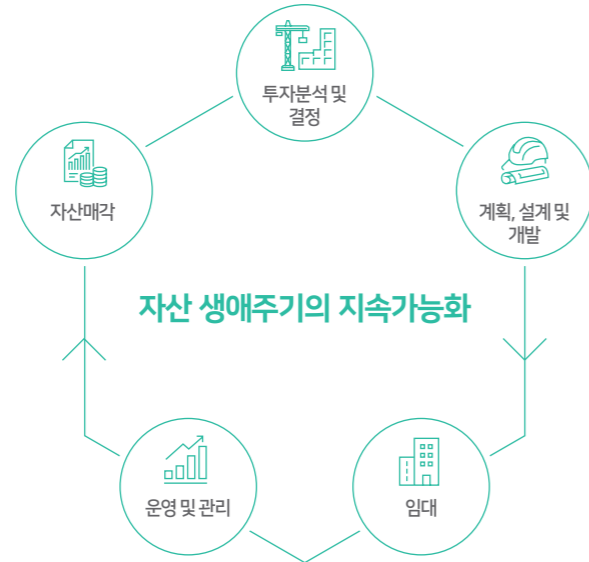 투자분석 및
결정
자산매각
계획, 설계 및
개발
자산 생애주기의 지속가능화
운영 및 관리
임대